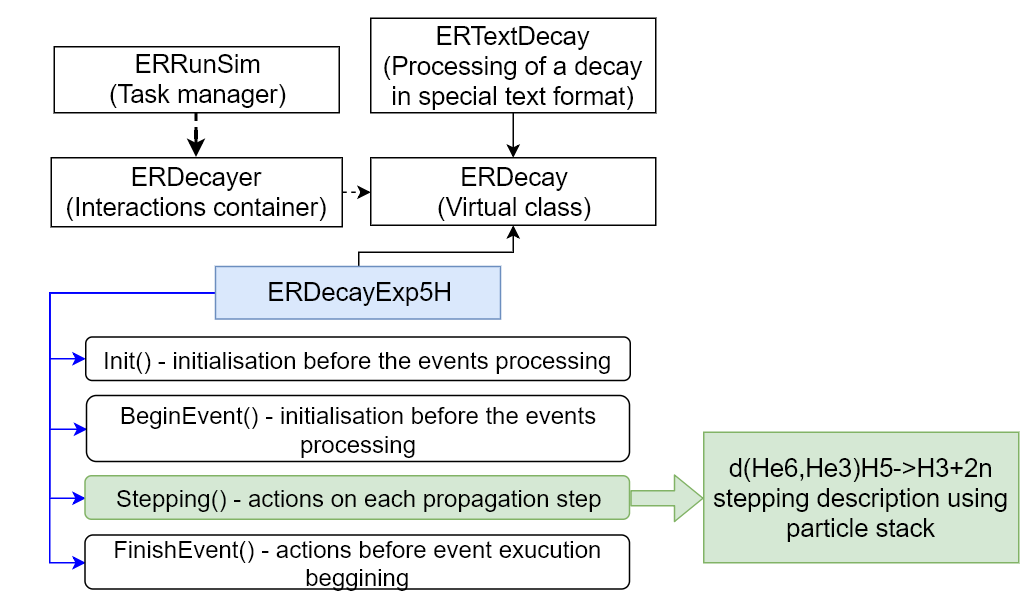 ERRunSim
(Task manager)
ERTextDecay
(Processing of a decay
in special text format)
ERDecayer
(Interactions container)
ERDecay
(Virtual class)
ERDecayExp5H
Init() - initialisation before the events processing
BeginEvent() - initialisation before the events
processing
Stepping() - actions on each propagation step
d(He6,He3)H5->H3+2n
stepping description using
particle stack
FinishEvent() - actions before event exucution
beggining